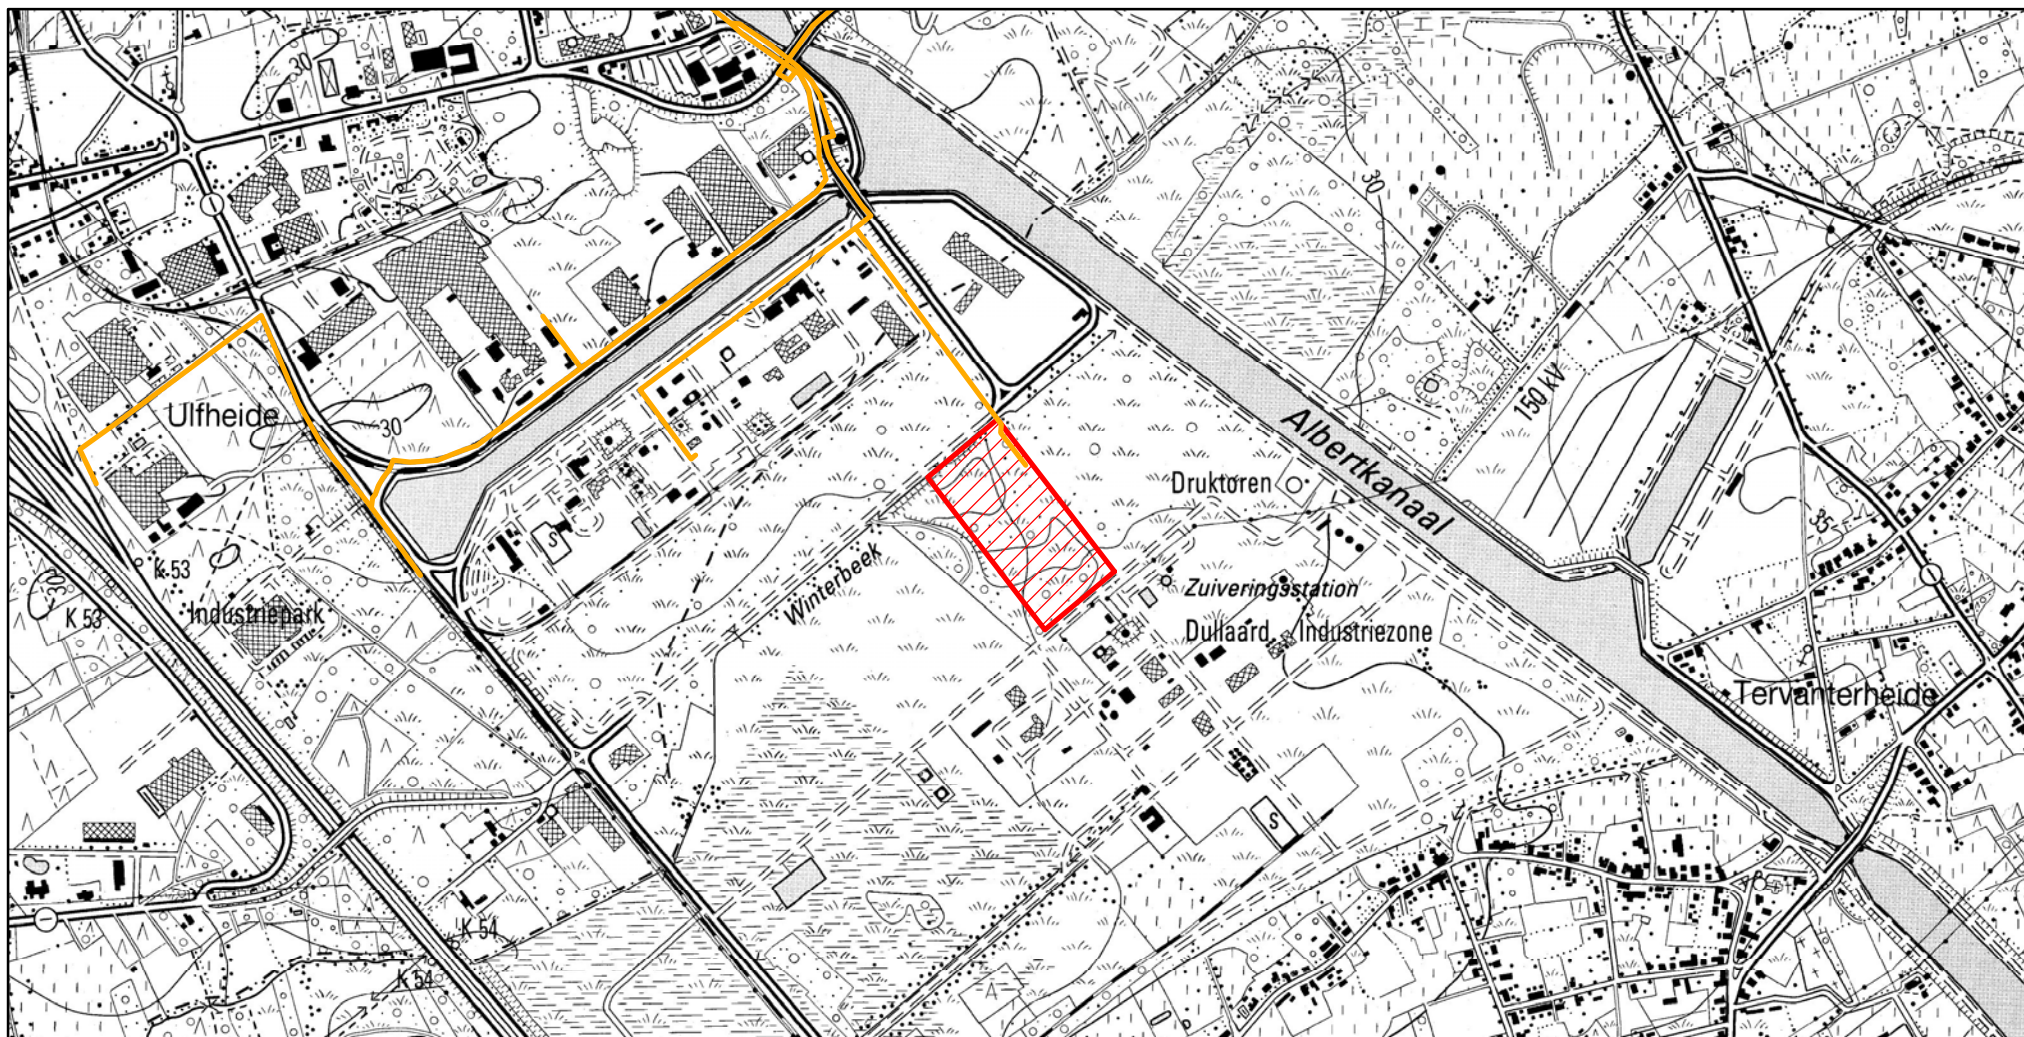 30
30
Ulfheide
30
150 kV
Albertkanaal
Druktoren
35
S
Winterbeek
K 53
30
K 53
Industriepark
Zuiveringsstation
Dullaard Industriezone
Tervanterheide
S
K 54
K 54